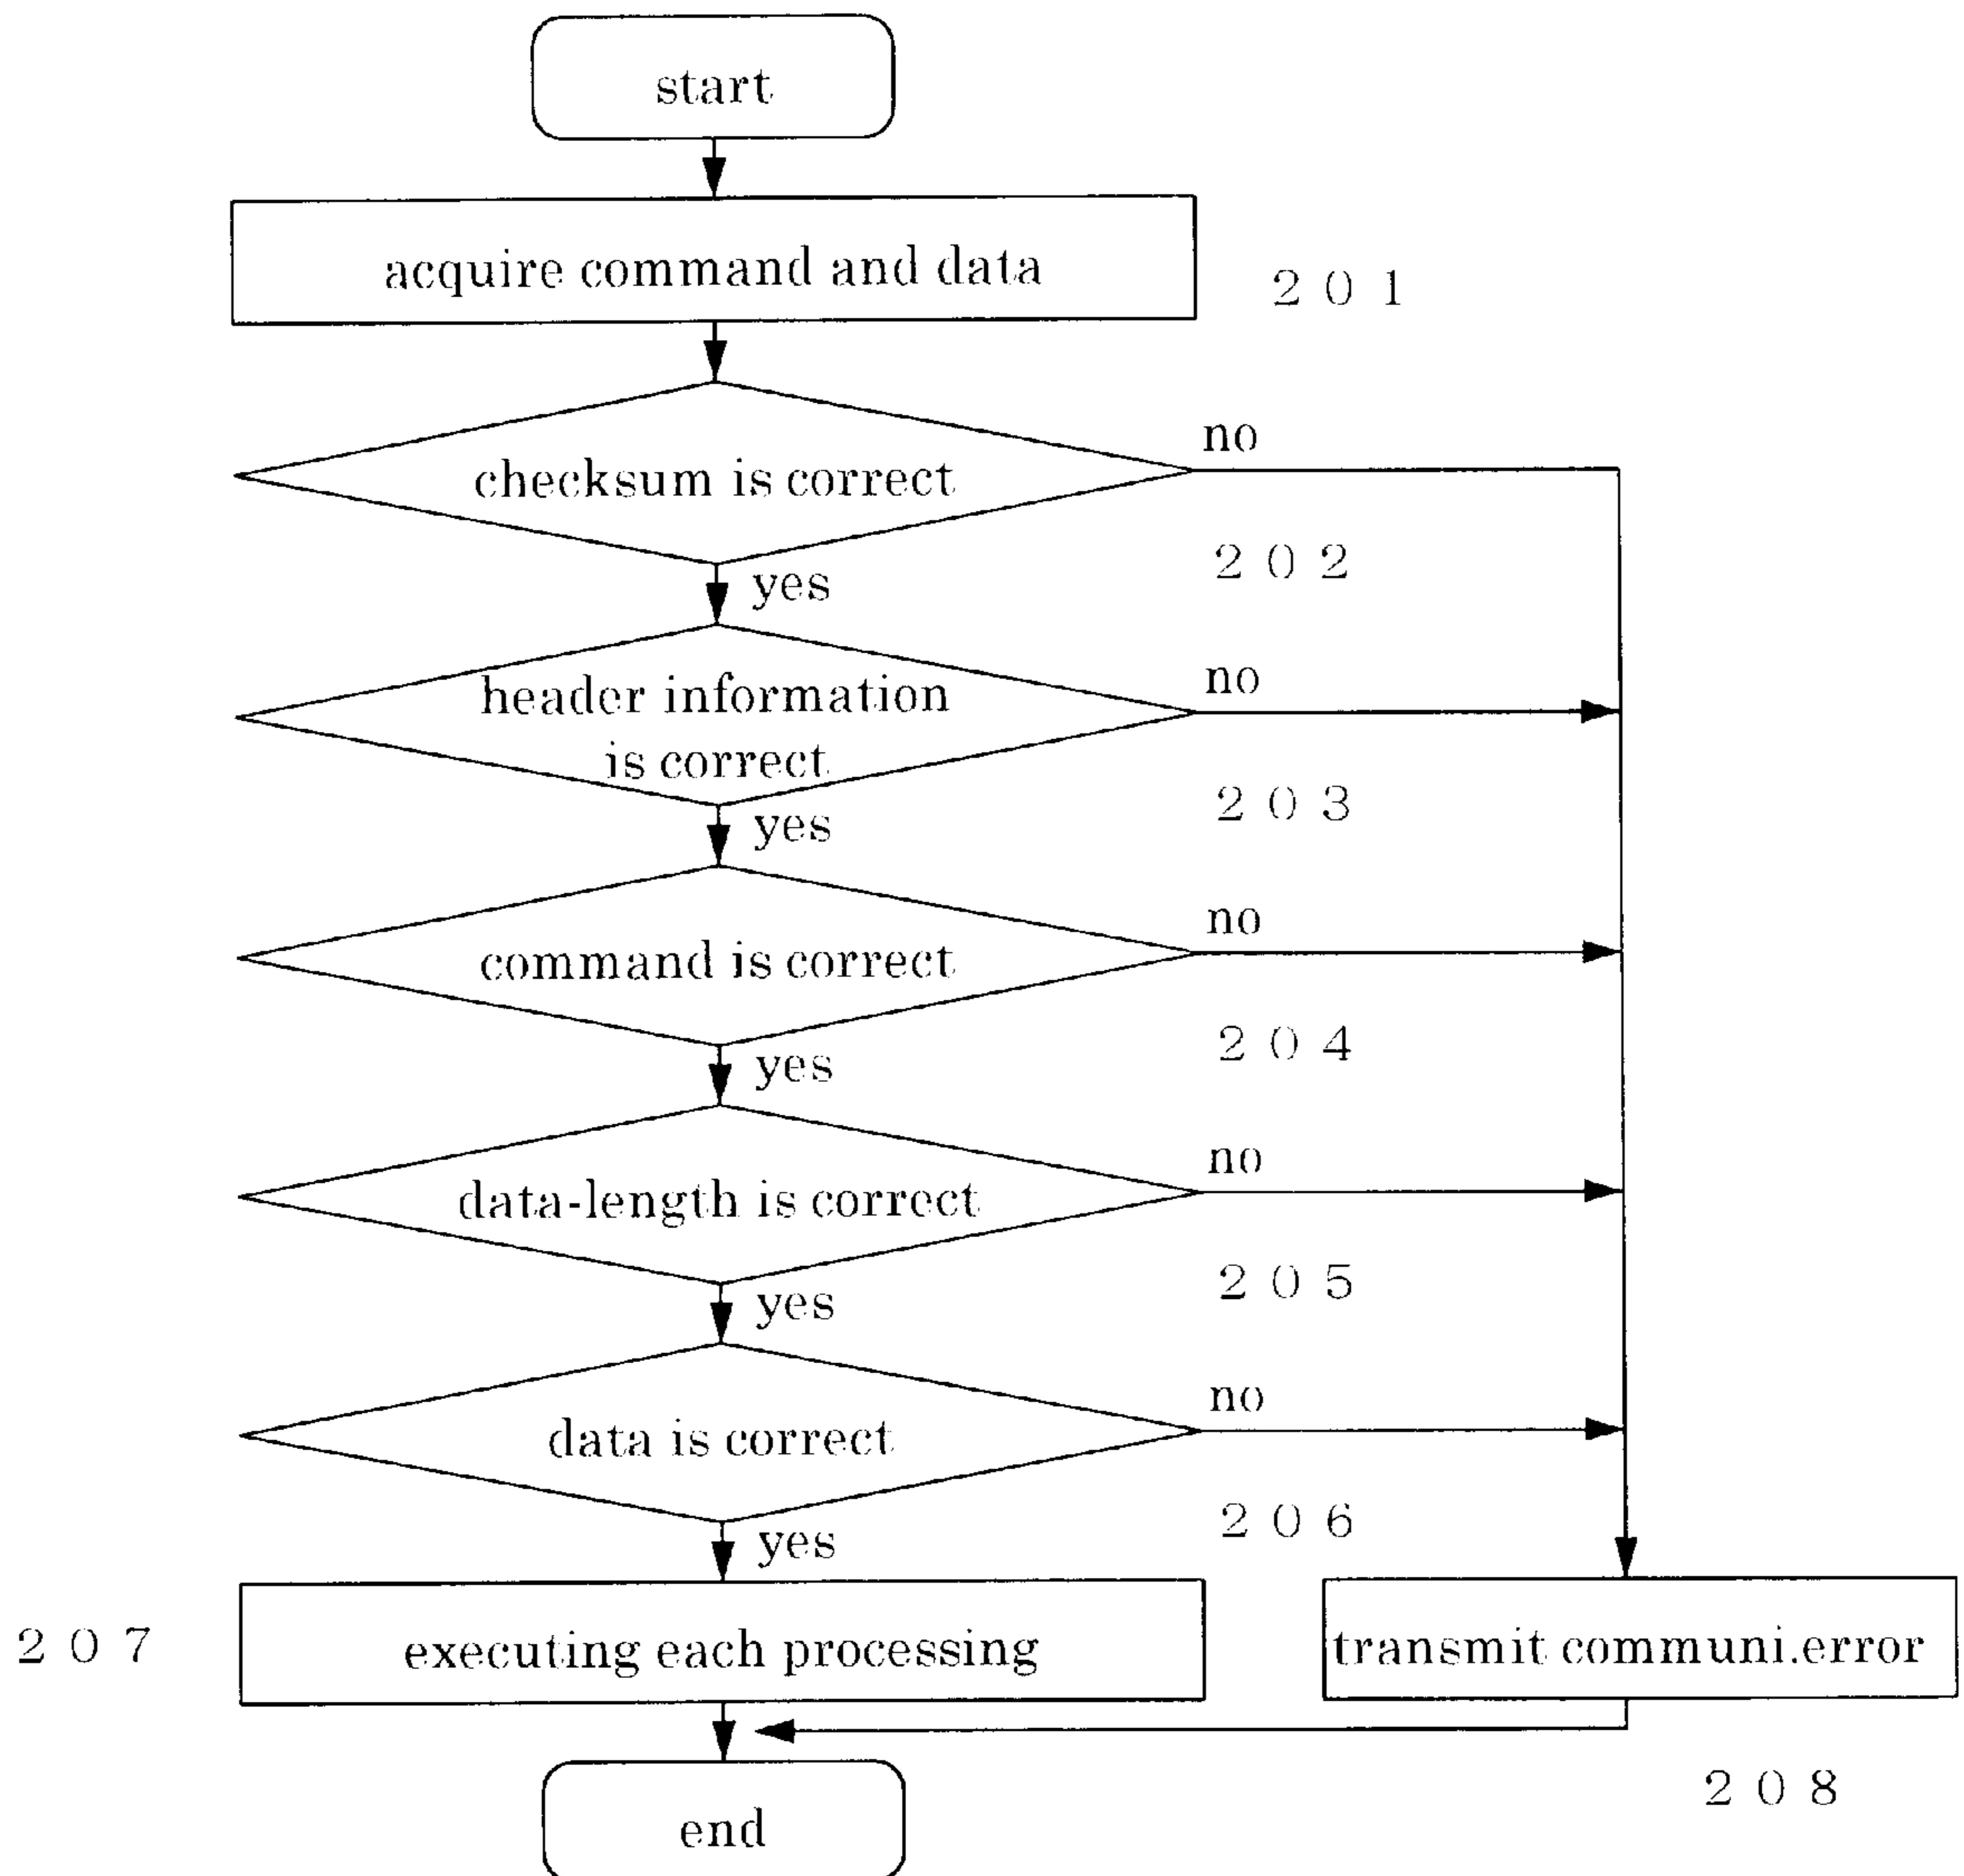 start
acquire command and data
2 0 1
checksum is correct
no
2 0 2
yes
header information
is correct
no
2 0 3
yes
command is correct
no
2 0 4
yes
data-length is correct
no
2 0 5
yes
data is correct
no
2 0 6
yes
2 0 7
executing each processing
transmit communi.error
2 0 8
end